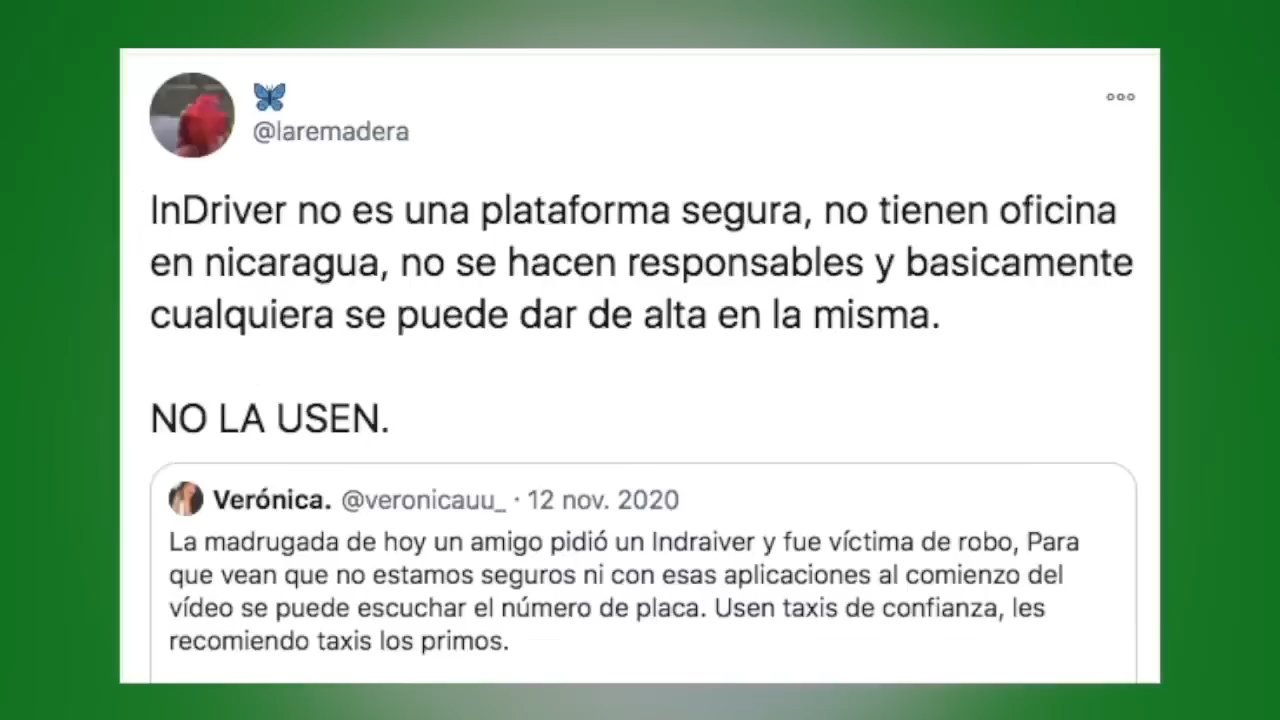 🦋
@laremadera
InDriver no es una plataforma segura, no tienen oficina
en nicaragua, no se hacen responsables y basicamente
cualquiera se puede dar de alta en la misma.
NO LA USEN.
Verónica. @veronicauu_ · 12 nov. 2020
La madrugada de hoy un amigo pidió un Indraiver y fue víctima de robo, Para
que vean que no estamos seguros ni con esas aplicaciones al comienzo del
vídeo se puede escuchar el número de placa. Usen taxis de confianza, les
recomiendo taxis los primos.